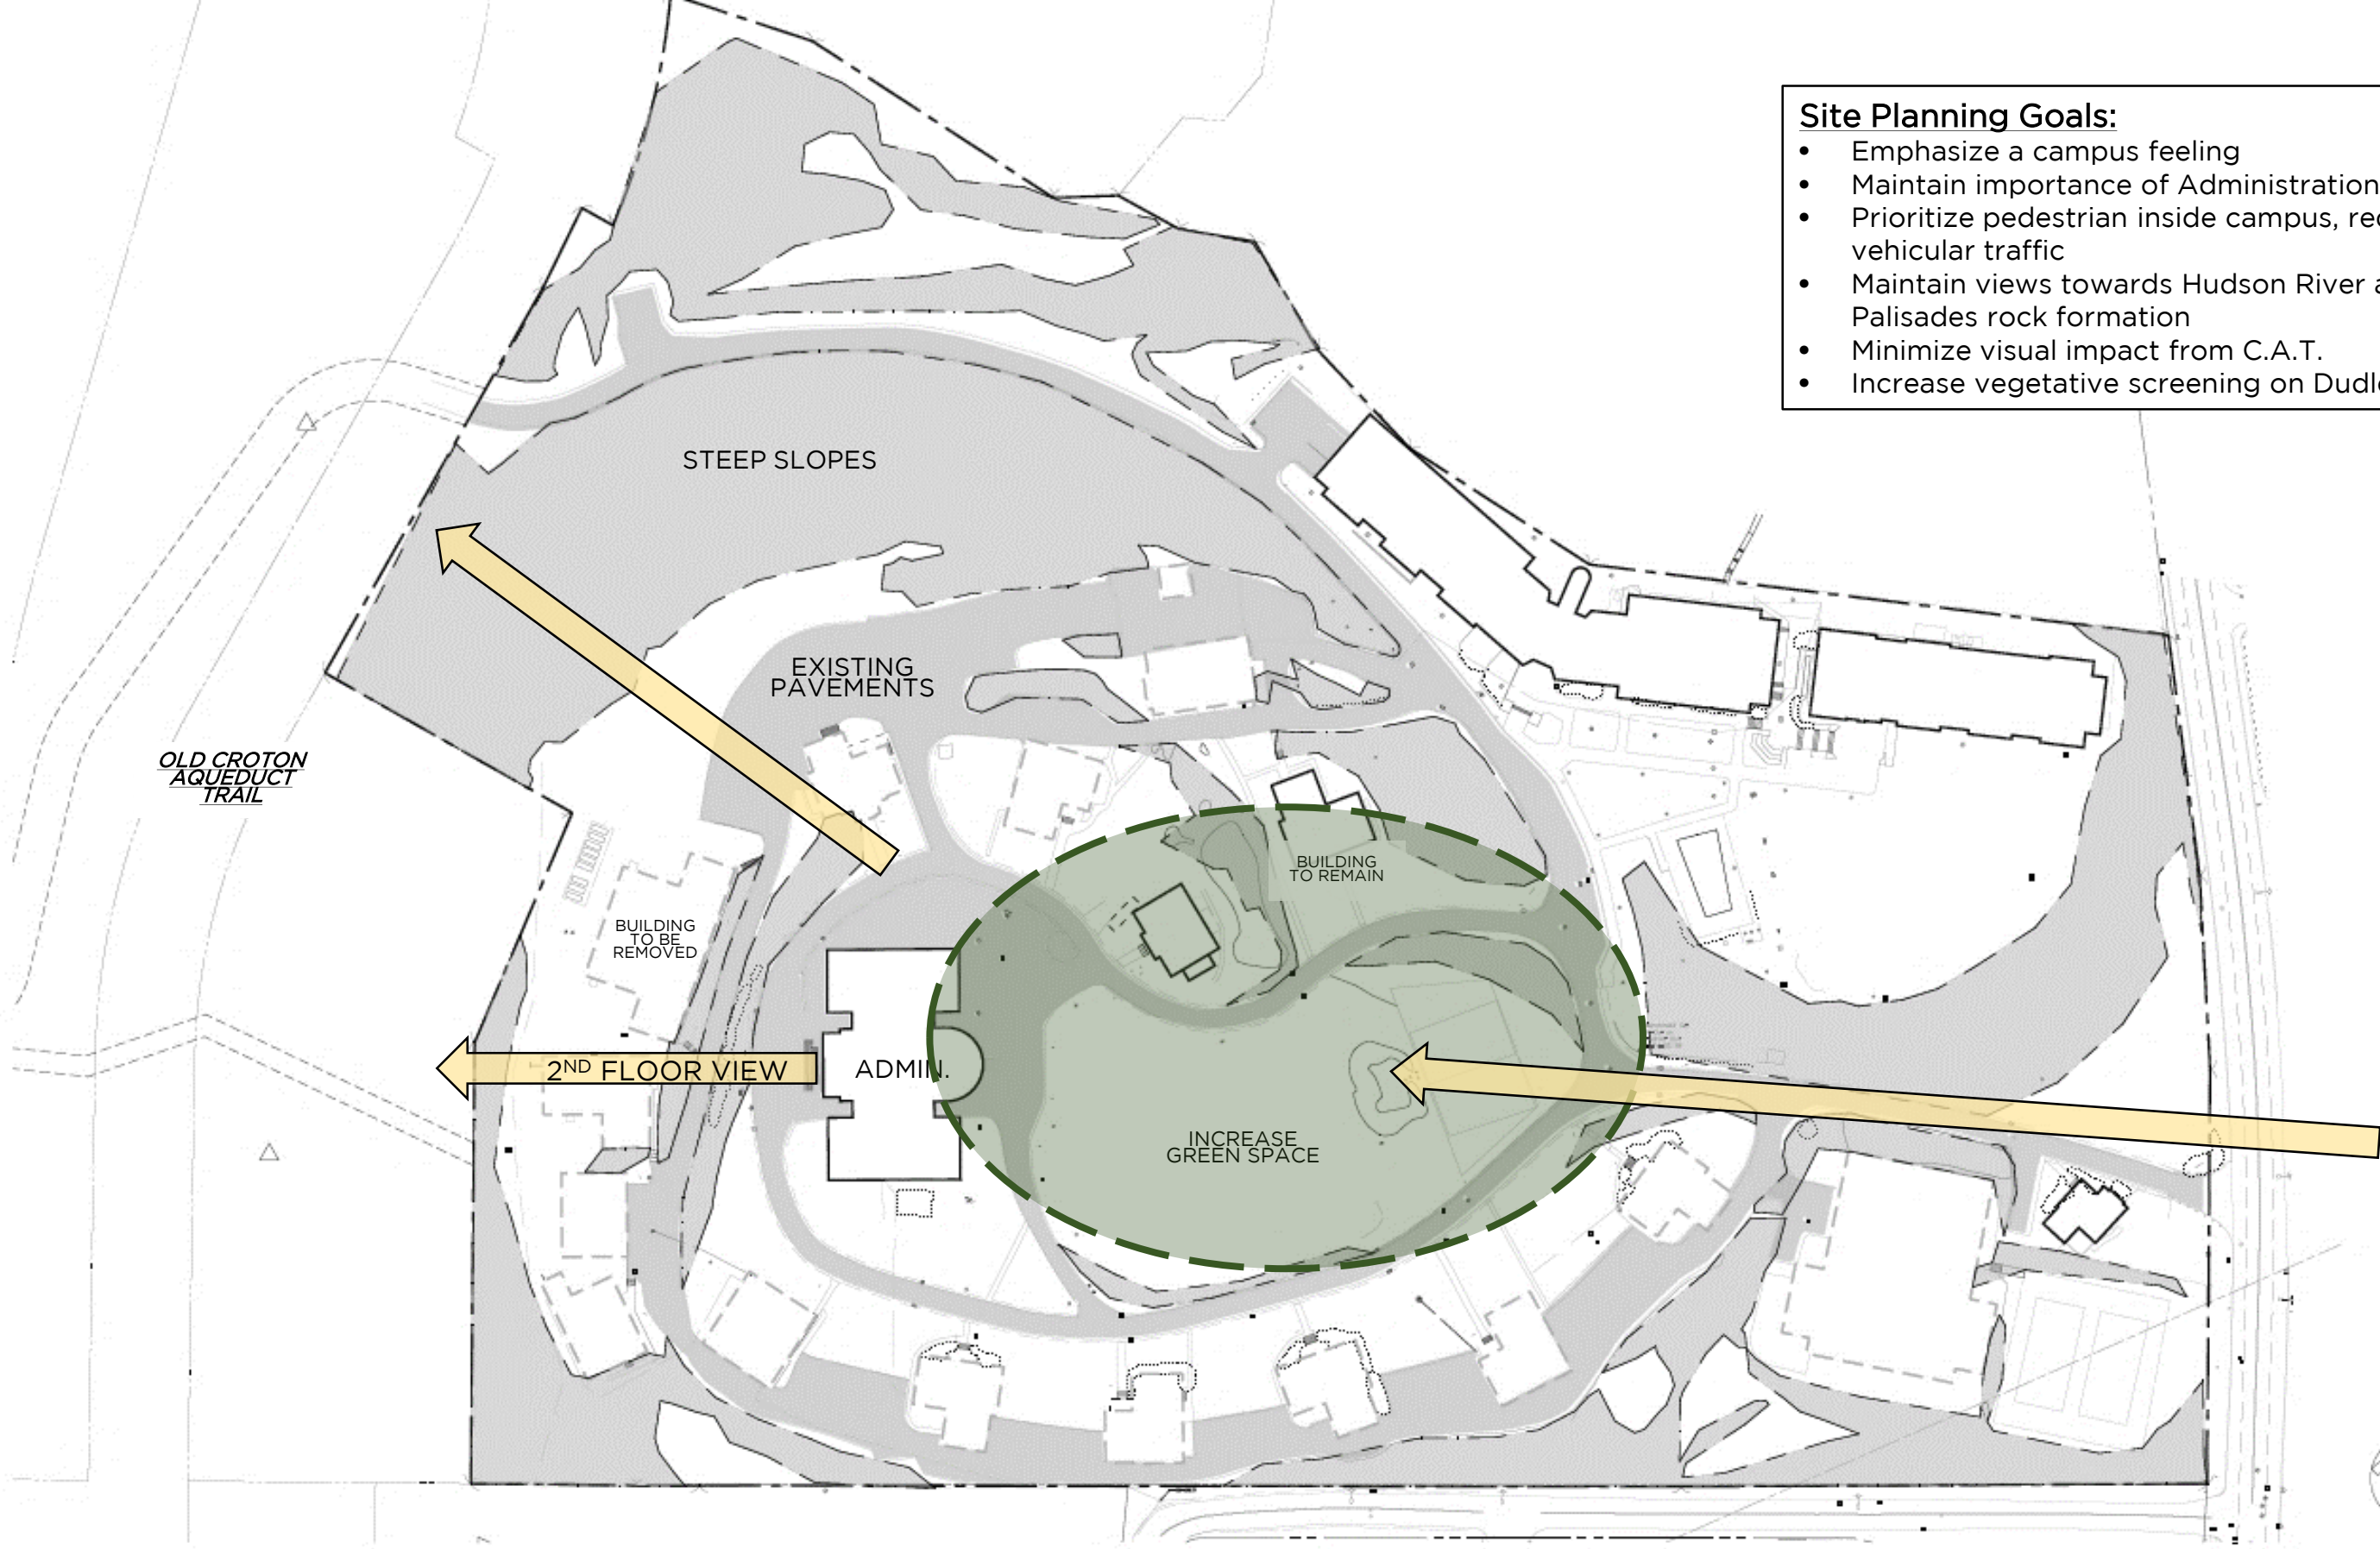 Site Planning Goals:
• Emphasize a campus feeling
• Maintain importance of Administration
• Prioritize pedestrian inside campus,
vehicular traffic
• Maintain views towards Hudson River
Palisades rock formation
• Minimize visual impact from C.A.T.
• Increase vegetative screening on
STEEP SLOPES
EXISTING
PAVEMENTS
OLD CROTON
AQUEDUCT
TRAIL
BUILDING
TO REMAIN
BUILDING
TO BE
REMOVED
2ND FLOOR VIEW
ADMIN.
INCREASE
GREEN SPACE